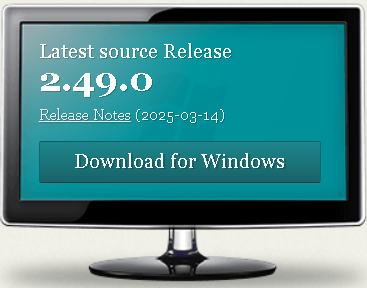 Latest source Release
2.49.0
Release Notes (2025-03-14)
Download for Windows